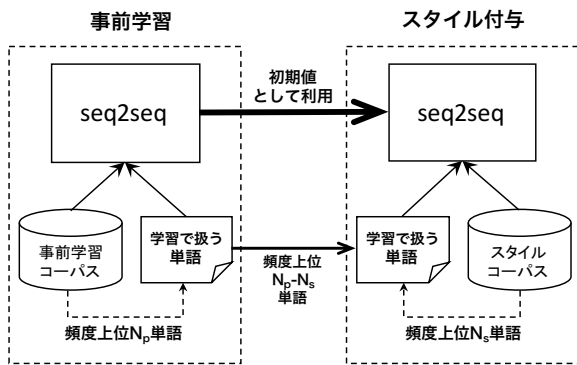 事前学習
スタイル付与
seq2seq
初期値
として利用
seq2seq
事前学習
コーパス
学習で扱う
単語
頻度上位
Np-Ns
単語
学習で扱う
単語
スタイル
コーパス
頻度上位Np単語
頻度上位Ns単語